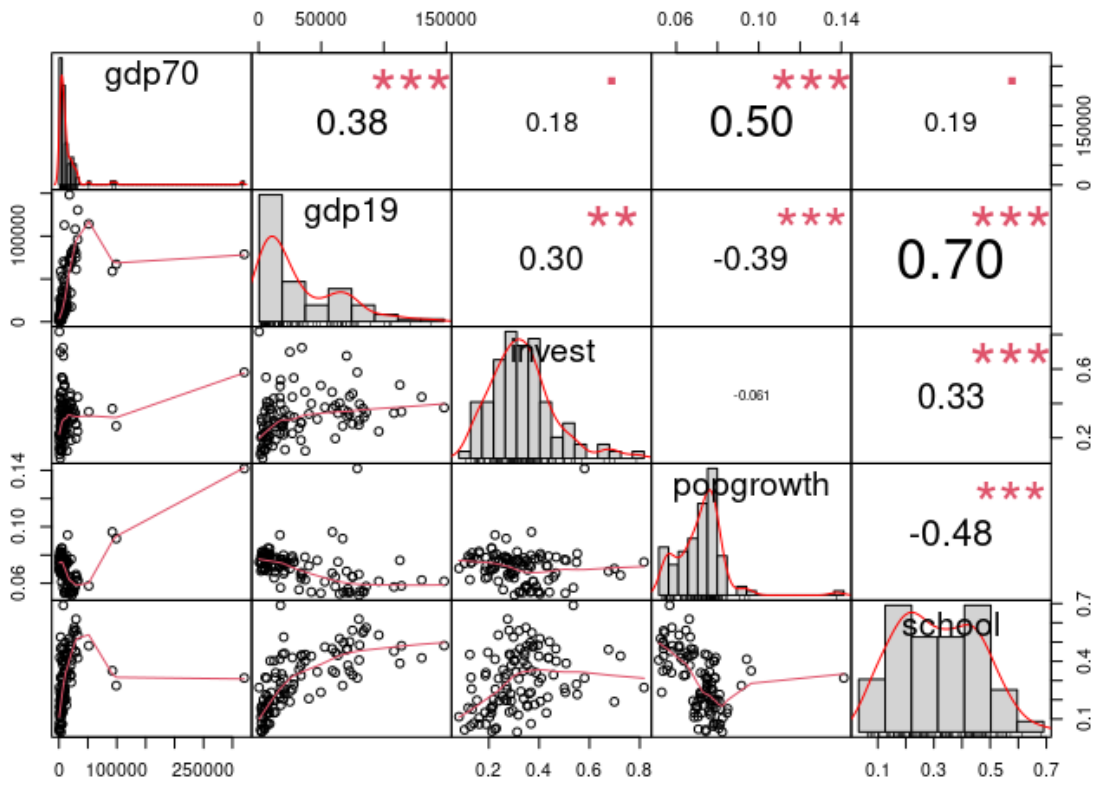 0 50000 150000 0.06 0.10 0.14
gdp70 *** 0.38 0.18 *** 0.50 0.19 0 150000
0 100000 gdp19 ** 0.30 *** -0.39 *** 0.70
invest -0.061 *** 0.33 0.2 0.6
0.06 0.10 0.14 popgrowth *** -0.48
school 0.1 0.4 0.7
0 100000 250000 0.2 0.4 0.6 0.8 0.1 0.3 0.5 0.7